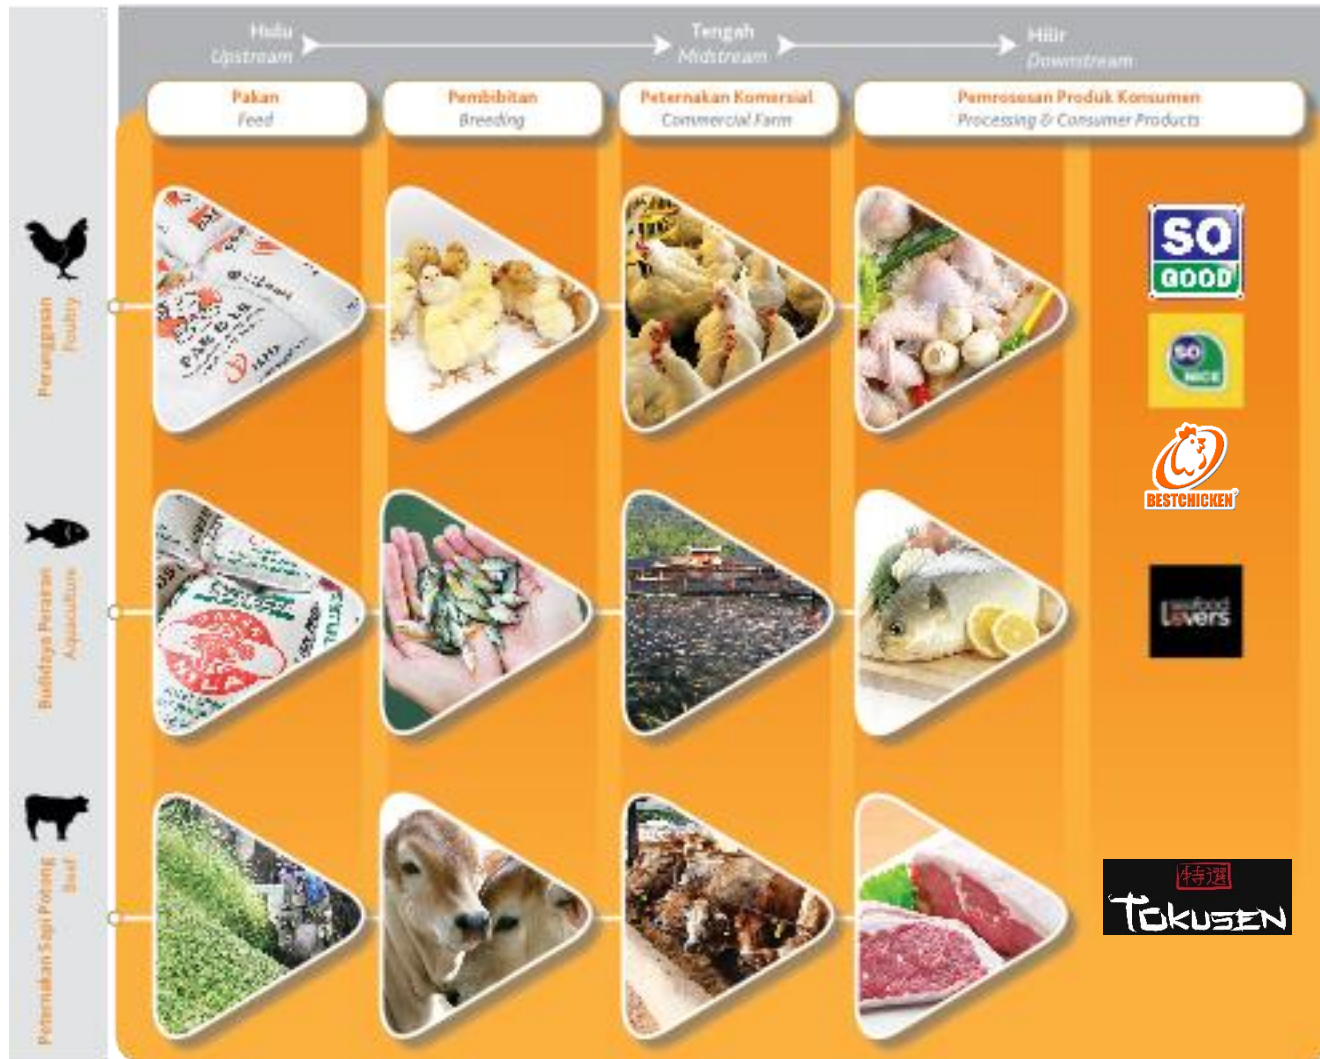 Hulu
Upstream
Tengah
Midstream
Hilir
Downstream
Pakan
Feed
Pembibitan
Breeding
Peternakan Komersial
Commercial Farm
Pemrosesan Produk Konsumen
Processing & Consumer Products
Perunggasan
Poultry
SO
GOOD
SO
NICE
BESTCHICKEN
Budidaya Perairan
Aquaculture
seafood
Lovers
Peternakan Sapi Potong
Beef
特選
TOKUSEN